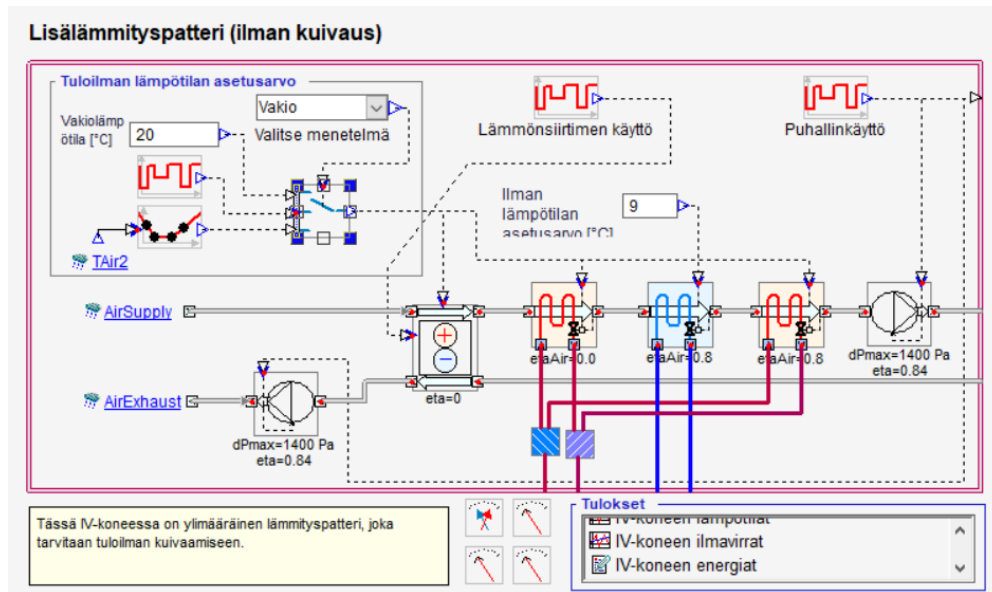 Lisälämmityspatteri (ilman kuivaus)
Tuloilman lämpötilan asetusarvo
Vakiolämp
ötila [°C]
20
Vakio
Valitse menetelmä
TAir2
Lämmönsiirtimen käyttö
Puhallinkäyttö
Ilman
lämpötilan
asetusarvo [°C]
9
AirSupply
etaAir=0.0
etaAir=0.8
etaAir=0.8
dPmax=1400 Pa
eta=0.84
AirExhaust
eta=0
dPmax=1400 Pa
eta=0.84
Tässä IV-koneessa on ylimääräinen lämmityspatteri, joka
tarvitaan tuloilman kuivaamiseen.
Tulokset
IV-koneen lämpötilat
IV-koneen ilmavirrat
IV-koneen energiat